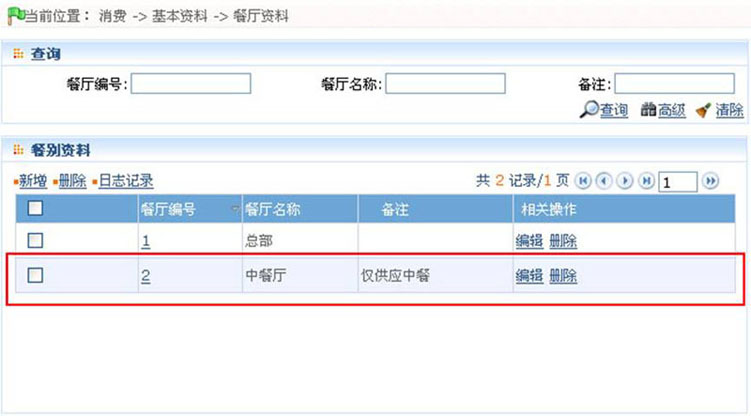 当前位置： 消费 -> 基本资料 -> 餐厅资料
查询
餐厅编号: 餐厅名称: 备注:
查询 高级 清除
餐别资料
新增 删除 日志记录 共 2 记录/1 页 1
餐厅编号 餐厅名称 备注 相关操作
1 总部 编辑 删除
2 中餐厅 仅供应中餐 编辑 删除